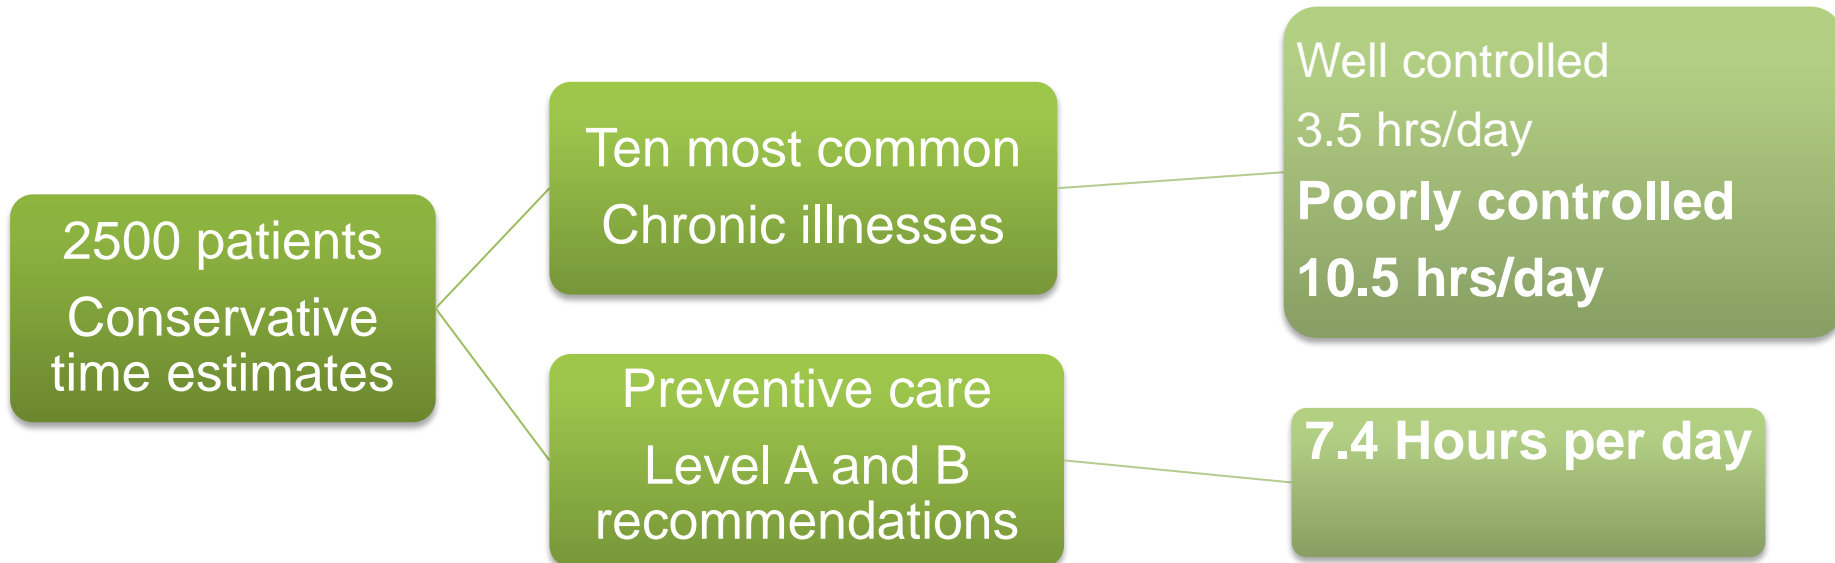 2500 patients
Conservative
time estimates
Ten most common
Chronic illnesses
Well controlled
3.5 hrs/day
Poorly controlled
10.5 hrs/day
Preventive care
Level A and B
recommendations
7.4 Hours per day